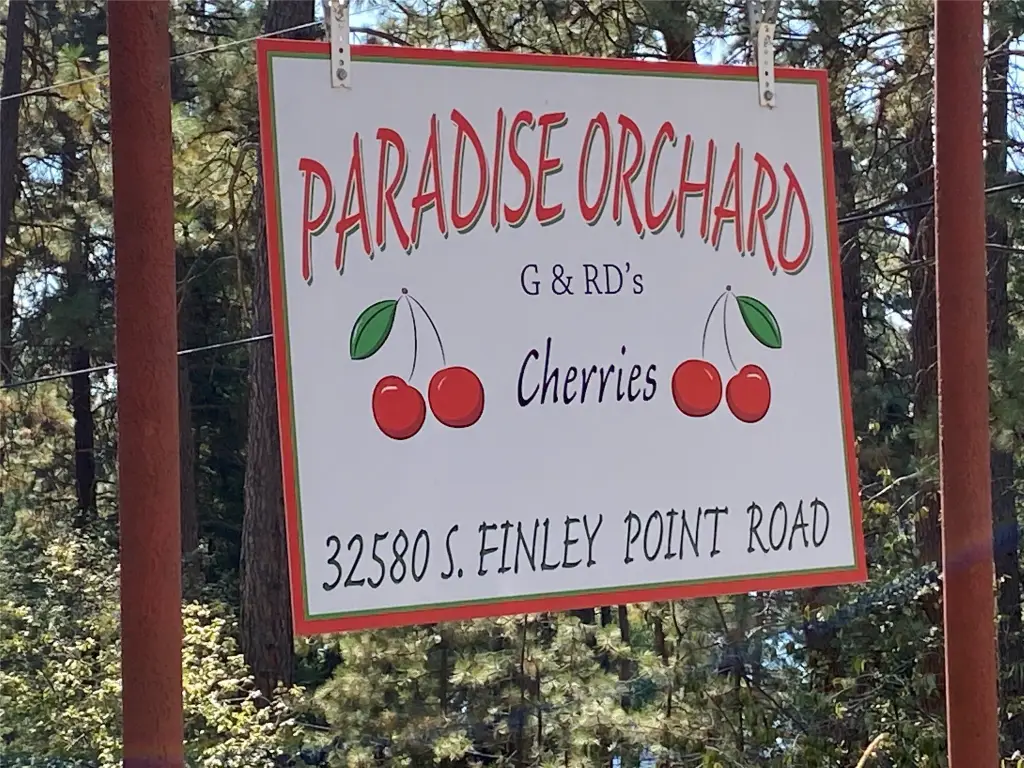 PARADISE ORCHARD
G & RD's
Cherries
32580 S. FINLEY POINT ROAD